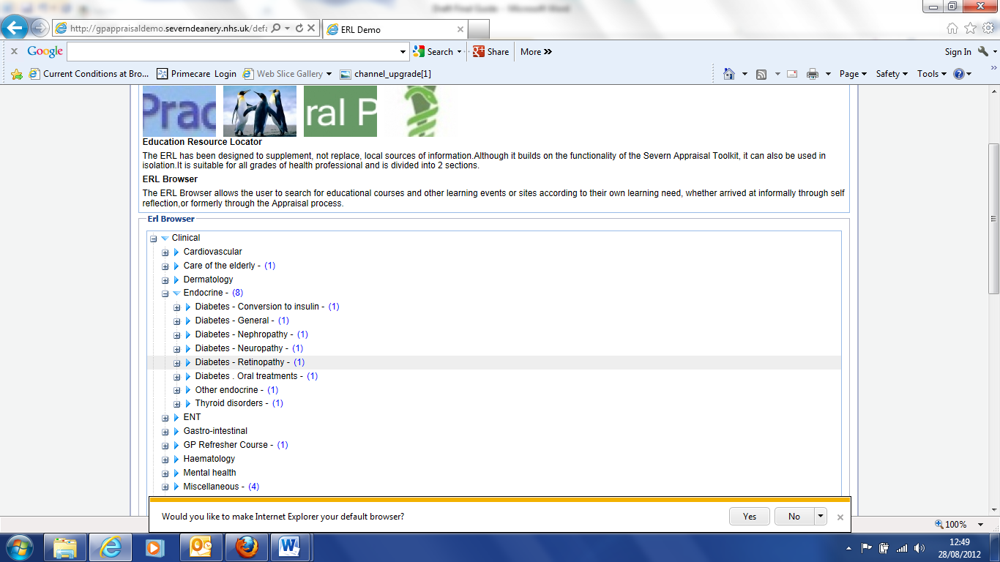 Draft Final Guide - Microsoft Word
http://gpappraisaldemo.severndeanery.nhs.uk/defa
ERL Demo
Google Search Share More Sign In
Current Conditions at Bro... Primecare Login Web Slice Gallery channel_upgrade[1] Page Safety Tools
Prac
ral P
Education Resource Locator
The ERL has been designed to supplement, not replace, local sources of information.Although it builds on the functionality of the Severn Appraisal Toolkit, it can also be used in
isolation.It is suitable for all grades of health professional and is divided into 2 sections.
ERL Browser
The ERL Browser allows the user to search for educational courses and other learning events or sites according to their own learning need, whether arrived at informally through self
reflection,or formerly through the Appraisal process.
Erl Browser
Clinical
Cardiovascular
Care of the elderly - (1)
Dermatology
Endocrine - (8)
Diabetes - Conversion to insulin - (1)
Diabetes - General - (1)
Diabetes - Nephropathy - (1)
Diabetes - Neuropathy - (1)
Diabetes - Retinopathy - (1)
Diabetes . Oral treatments - (1)
Other endocrine - (1)
Thyroid disorders - (1)
ENT
Gastro-intestinal
GP Refresher Course - (1)
Haematology
Mental health
Miscellaneous - (4)
Would you like to make Internet Explorer your default browser? Yes No
100%
12:49
28/08/2012